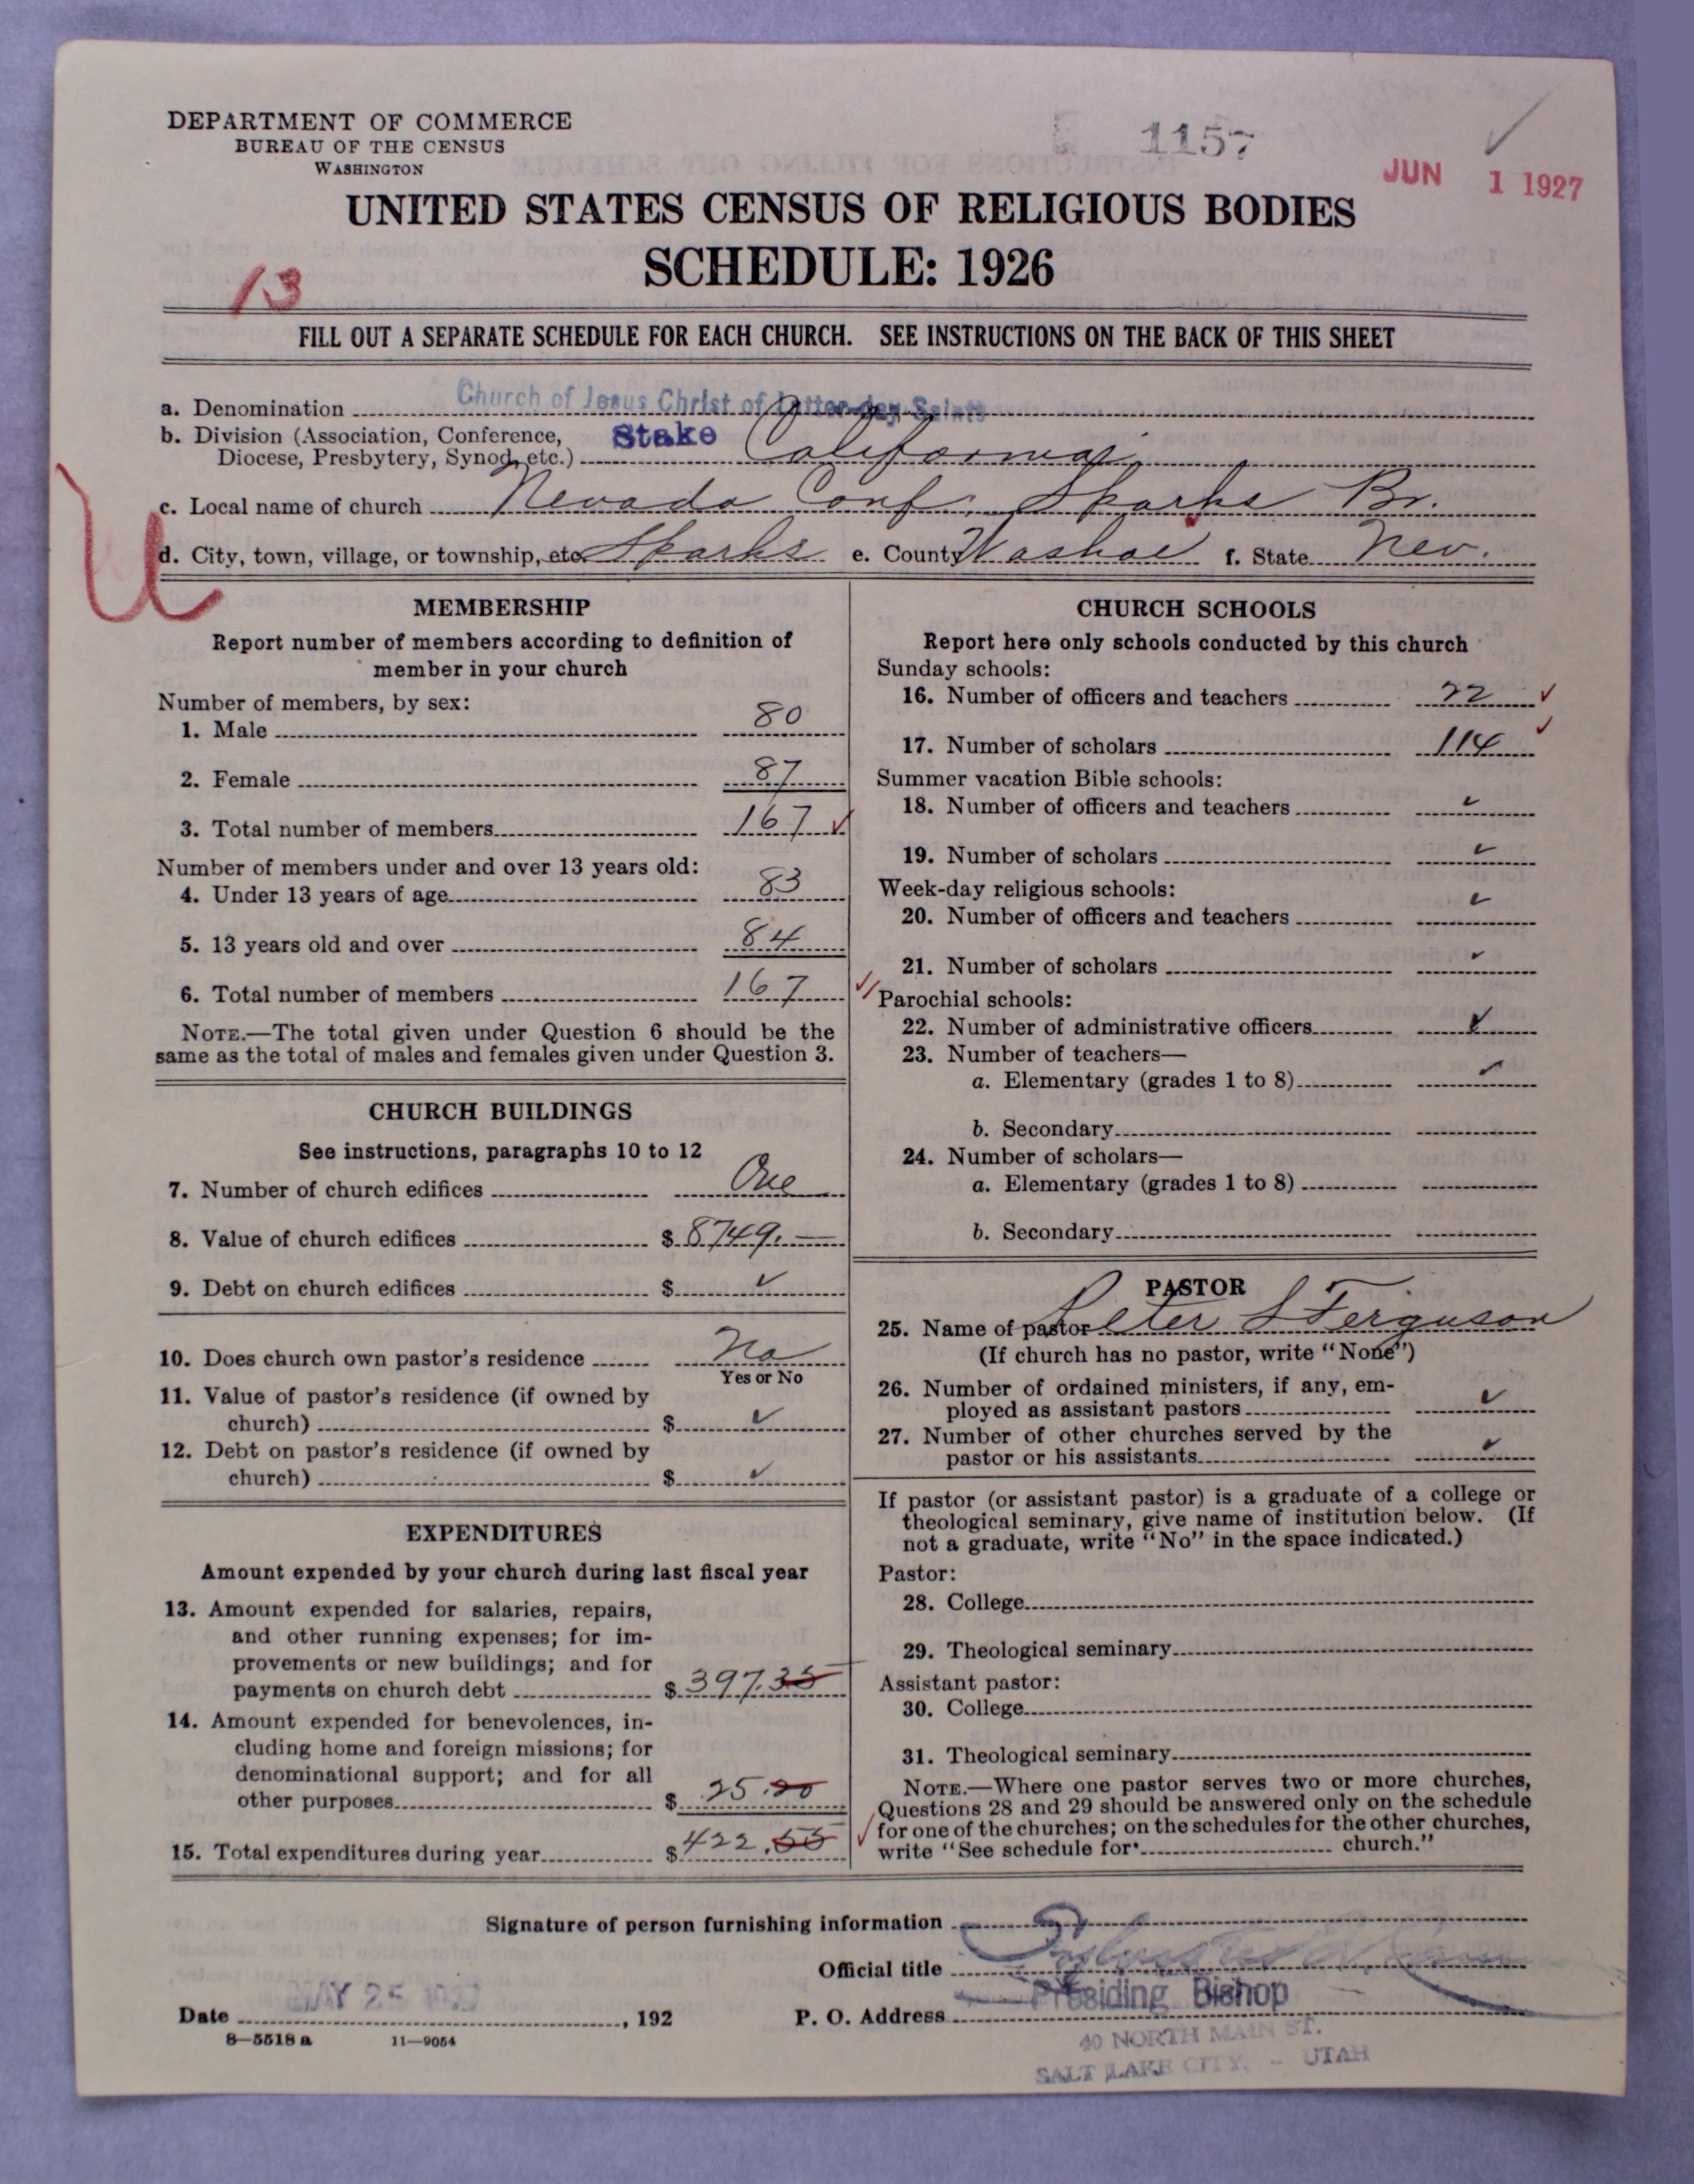 DEPARTMENT OF COMMERCE
BUREAU OF THE CENSUS
WASHINGTON
1157
JUN 1 1927
UNITED STATES CENSUS OF RELIGIOUS BODIES
SCHEDULE: 1926
13
FILL OUT A SEPARATE SCHEDULE FOR EACH CHURCH. SEE INSTRUCTIONS ON THE BACK OF THIS SHEET
a. Denomination Church of Jesus Christ of Latter-day Saints
b. Division (Association, Conference, Stake California
Diocese, Presbytery, Synod, etc.)
c. Local name of church Nevada Conf. Sparks Br.
d. City, town, village, or township, etc. Sparks e. County Washoe f. State Nev.
U
MEMBERSHIP
Report number of members according to definition of
member in your church
Number of members, by sex:
1. Male 80
2. Female 87
3. Total number of members 167 ✓
Number of members under and over 13 years old:
4. Under 13 years of age 83
5. 13 years old and over 84
6. Total number of members 167 ✓
NOTE.—The total given under Question 6 should be the
same as the total of males and females given under Question 3.
CHURCH BUILDINGS
See instructions, paragraphs 10 to 12
7. Number of church edifices One
8. Value of church edifices $ 8749.—
9. Debt on church edifices $ ✓
10. Does church own pastor's residence No
Yes or No
11. Value of pastor's residence (if owned by
church) $ ✓
12. Debt on pastor's residence (if owned by
church) $ ✓
EXPENDITURES
Amount expended by your church during last fiscal year
13. Amount expended for salaries, repairs,
and other running expenses; for im-
provements or new buildings; and for
payments on church debt $ 397.35
14. Amount expended for benevolences, in-
cluding home and foreign missions; for
denominational support; and for all
other purposes $ 25.20
15. Total expenditures during year $ 422.55
CHURCH SCHOOLS
Report here only schools conducted by this church
Sunday schools:
16. Number of officers and teachers 22 ✓
17. Number of scholars 114 ✓
Summer vacation Bible schools:
18. Number of officers and teachers ✓
19. Number of scholars ✓
Week-day religious schools:
20. Number of officers and teachers ✓
21. Number of scholars ✓
Parochial schools:
22. Number of administrative officers ✓
23. Number of teachers—
a. Elementary (grades 1 to 8) ✓
b. Secondary
24. Number of scholars—
a. Elementary (grades 1 to 8)
b. Secondary
PASTOR
25. Name of pastor Peter S Ferguson
(If church has no pastor, write "None")
26. Number of ordained ministers, if any, em-
ployed as assistant pastors ✓
27. Number of other churches served by the
pastor or his assistants ✓
If pastor (or assistant pastor) is a graduate of a college or
theological seminary, give name of institution below. (If
not a graduate, write "No" in the space indicated.)
Pastor:
28. College
29. Theological seminary
Assistant pastor:
30. College
31. Theological seminary
NOTE.—Where one pastor serves two or more churches,
Questions 28 and 29 should be answered only on the schedule
for one of the churches; on the schedules for the other churches,
write "See schedule for church."
Signature of person furnishing information
Official title
Presiding Bishop
Date MAY 25, 192
P. O. Address
40 NORTH MAIN ST.
SALT LAKE CITY, - UTAH
8—5518 a 11—9054